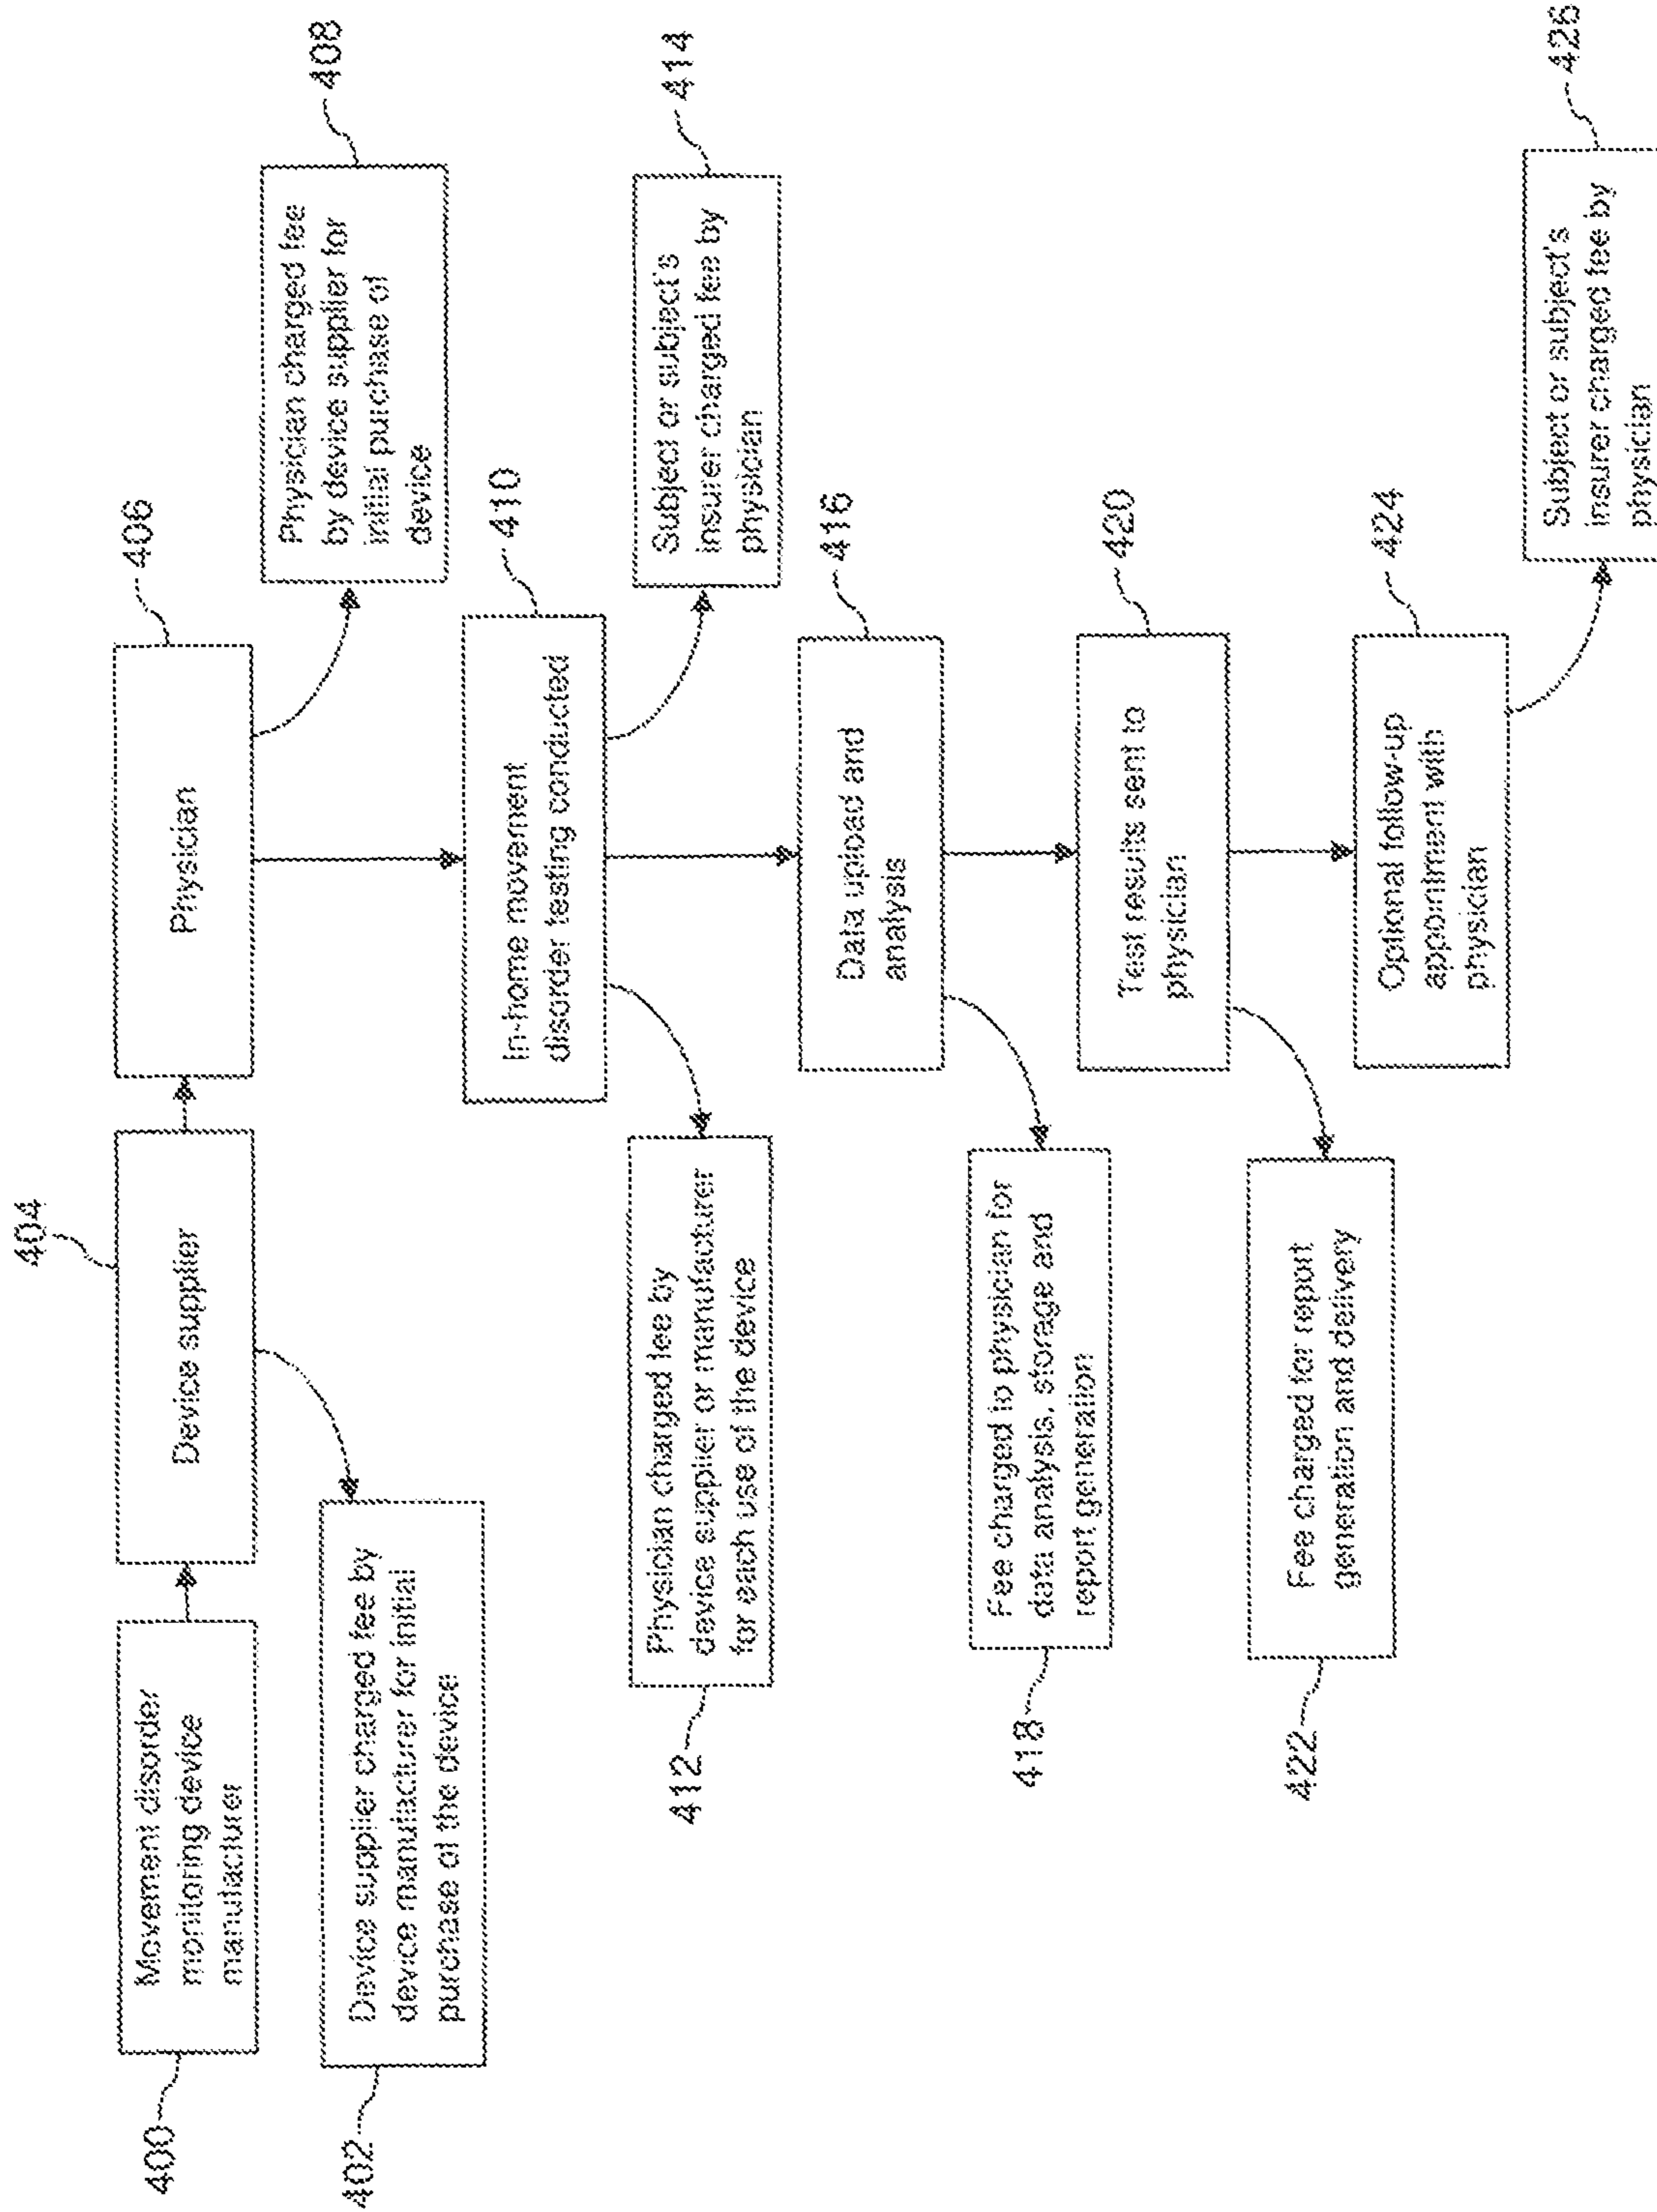 404
406
408
400
Movement disorder
monitoring device
manufacturer
Device supplier
Physician
Physician charged fee
by device supplier for
initial purchase of
device
402
Device supplier charged fee by
device manufacturer for initial
purchase of the device
410
In-home movement
disorder testing conducted
414
Subject or subject's
insurer charged fee by
physician
412
Physician charged fee by
device supplier or manufacturer
for each use of the device
416
Data upload and
analysis
418
Fee charged to physician for
data analysis, storage and
report generation
420
Test results sent to
physician
422
Fee charged for report
generation and delivery
424
Optional follow-up
appointment with
physician
426
Subject or subject's
insurer charged fee by
physician